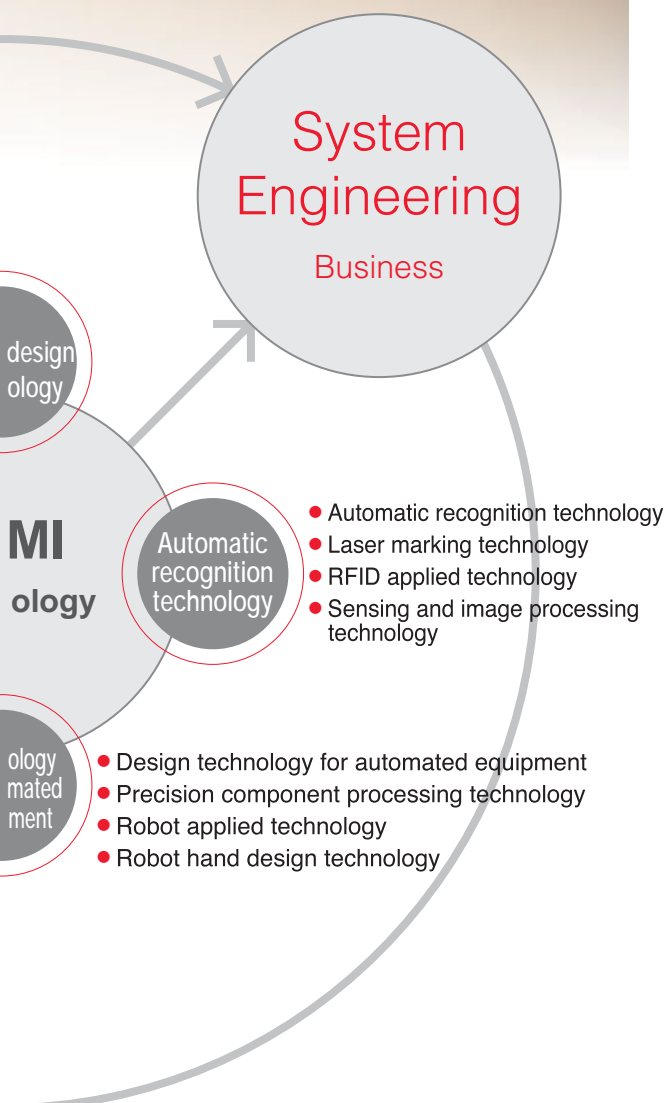 System
Engineering
Business
design
ology
MI
ology
Automatic
recognition
technology
● Automatic recognition technology
● Laser marking technology
● RFID applied technology
● Sensing and image processing
technology
ology
mated
ment
● Design technology for automated equipment
● Precision component processing technology
● Robot applied technology
● Robot hand design technology